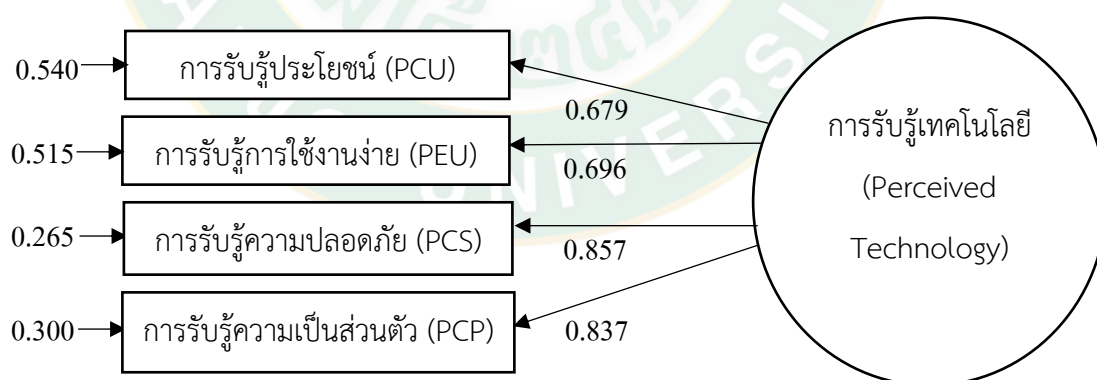 0.540
การรับรู้ประโยชน์ (PCU)
0.679
การรับรู้เทคโนโลยี
(Perceived
Technology)
0.515
การรับรู้การใช้งานง่าย (PEU)
0.696
0.265
การรับรู้ความปลอดภัย (PCS)
0.857
0.300
การรับรู้ความเป็นส่วนตัว (PCP)
0.837